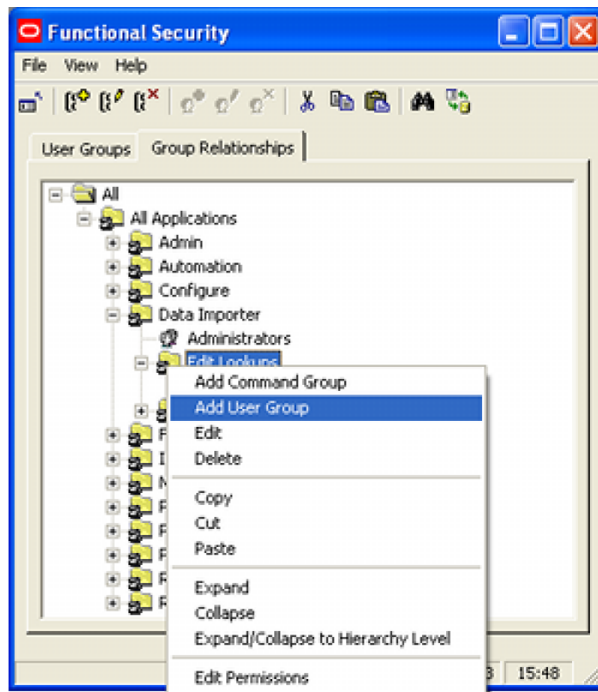 Functional Security
File View Help
User Groups Group Relationships
All
All Applications
Admin
Automation
Configure
Data Importer
Administrators
Edit Lookups
Add Command Group
Add User Group
Edit
Delete
Copy
Cut
Paste
Expand
Collapse
Expand/Collapse to Hierarchy Level
Edit Permissions
F
I
M
P
P
P
R
R
3 15:48